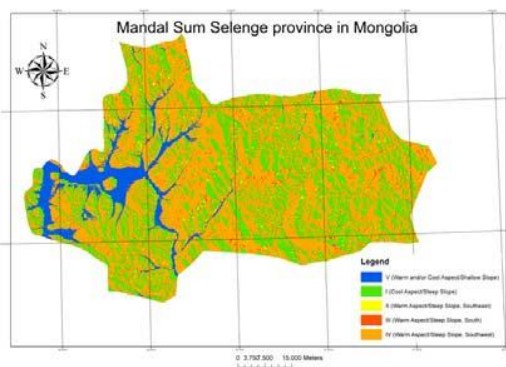 Mandal Sum Selenge province in Mongolia
N
W
E
S
Legend
V (Warm and/or Cool Aspect/Shallow Slope)
I (Cool Aspect/Steep Slope)
II (Warm Aspect/Steep Slope, Southeast)
III (Warm Aspect/Steep Slope, South)
IV (Warm Aspect/Steep Slope, Southwest)
0 3,757,500 15,000 Meters